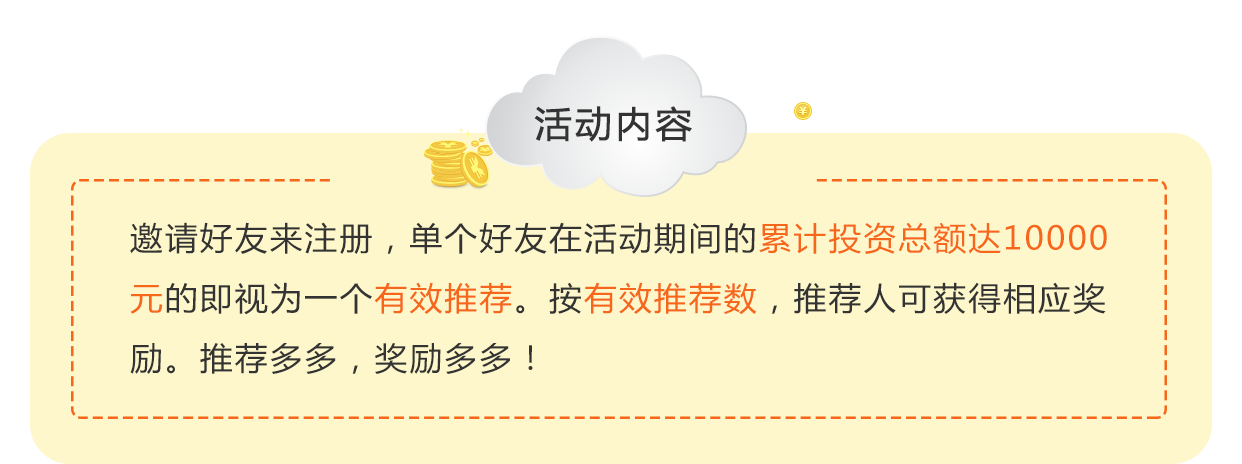 活动内容
邀请好友来注册，单个好友在活动期间的累计投资总额达10000
元的即视为一个有效推荐。按有效推荐数，推荐人可获得相应奖
励。推荐多多，奖励多多！